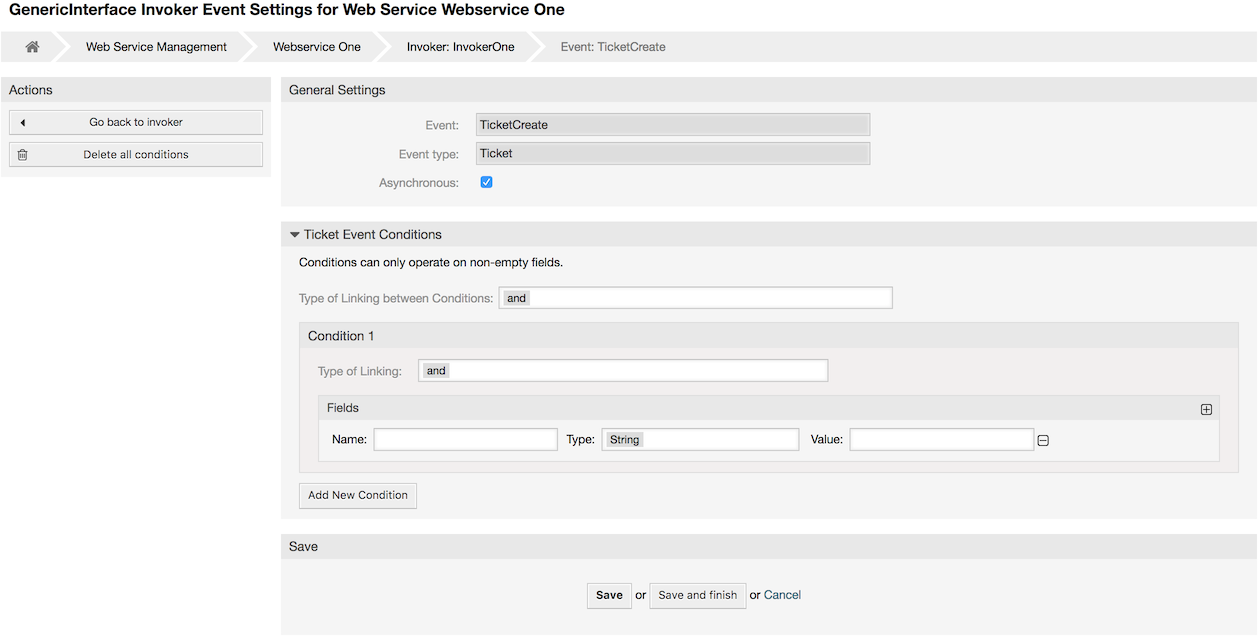 GenericInterface Invoker Event Settings for Web Service Webservice One
Web Service Management Webservice One Invoker: InvokerOne Event: TicketCreate
Actions
Go back to invoker
Delete all conditions
General Settings
Event: TicketCreate
Event type: Ticket
Asynchronous:
Ticket Event Conditions
Conditions can only operate on non-empty fields.
Type of Linking between Conditions: and
Condition 1
Type of Linking: and
Fields
Name: Type: String Value:
Add New Condition
Save
Save or Save and finish or Cancel